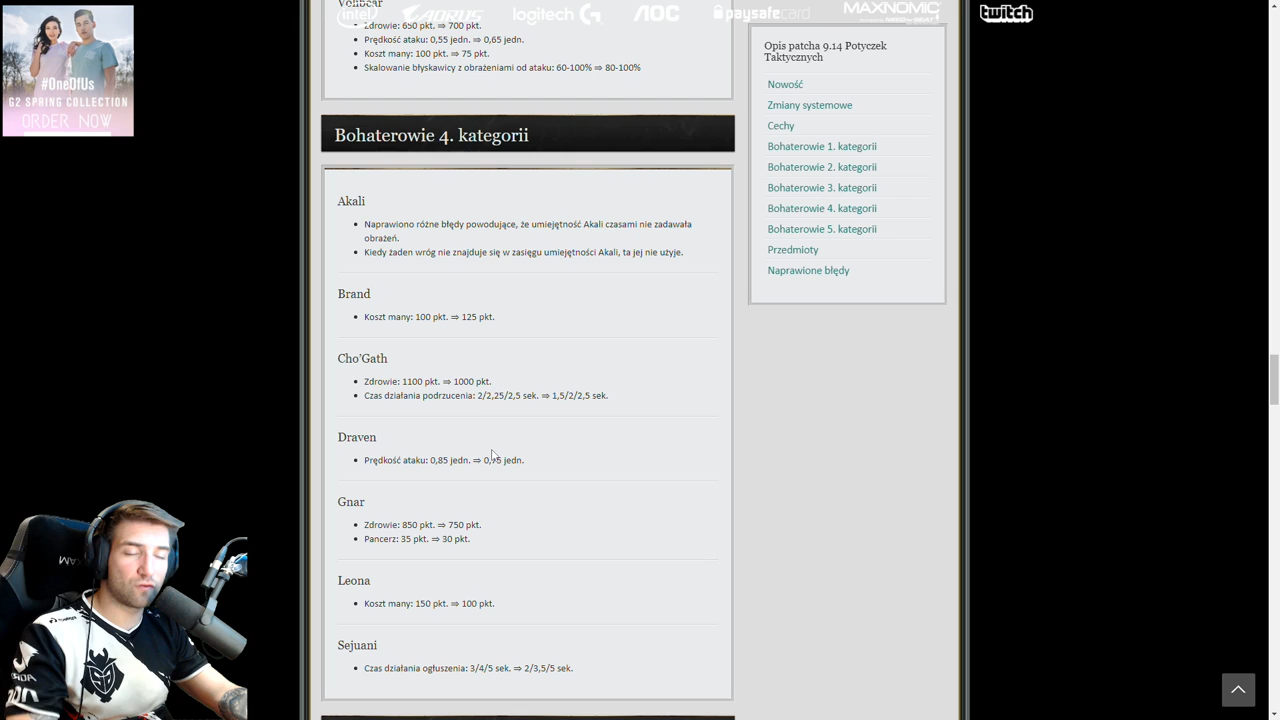 intel
AORUS
logitech G
AOC
paysafecard
MAXNOMIC
twitch
#OneOfUs
G2 SPRING COLLECTION
ORDER NOW
Volibear
Zdrowie: 650 pkt. ⇒ 700 pkt.
Prędkość ataku: 0,55 jedn. ⇒ 0,65 jedn.
Koszt many: 100 pkt. ⇒ 75 pkt.
Skalowanie błyskawicy z obrażeniami od ataku: 60-100% ⇒ 80-100%
Bohaterowie 4. kategorii
Akali
Naprawiono różne błędy powodujące, że umiejętność Akali czasami nie zadawała
obrażeń.
Kiedy żaden wróg nie znajduje się w zasięgu umiejętności Akali, ta jej nie użyje.
Brand
Koszt many: 100 pkt. ⇒ 125 pkt.
Cho'Gath
Zdrowie: 1100 pkt. ⇒ 1000 pkt.
Czas działania podrzucenia: 2/2,25/2,5 sek. ⇒ 1,5/2/2,5 sek.
Draven
Prędkość ataku: 0,85 jedn. ⇒ jedn.
Gnar
Zdrowie: 850 pkt. ⇒ 750 pkt.
Pancerz: 35 pkt. ⇒ 30 pkt.
Leona
Koszt many: 150 pkt. ⇒ 100 pkt.
Sejuani
Czas działania ogłuszenia: 3/4/5 sek. ⇒ 2/3,5/5 sek.
Opis patcha 9.14 Potyczek
Taktycznych
Nowość
Zmiany systemowe
Cechy
Bohaterowie 1. kategorii
Bohaterowie 2. kategorii
Bohaterowie 3. kategorii
Bohaterowie 4. kategorii
Bohaterowie 5. kategorii
Przedmioty
Naprawione błędy